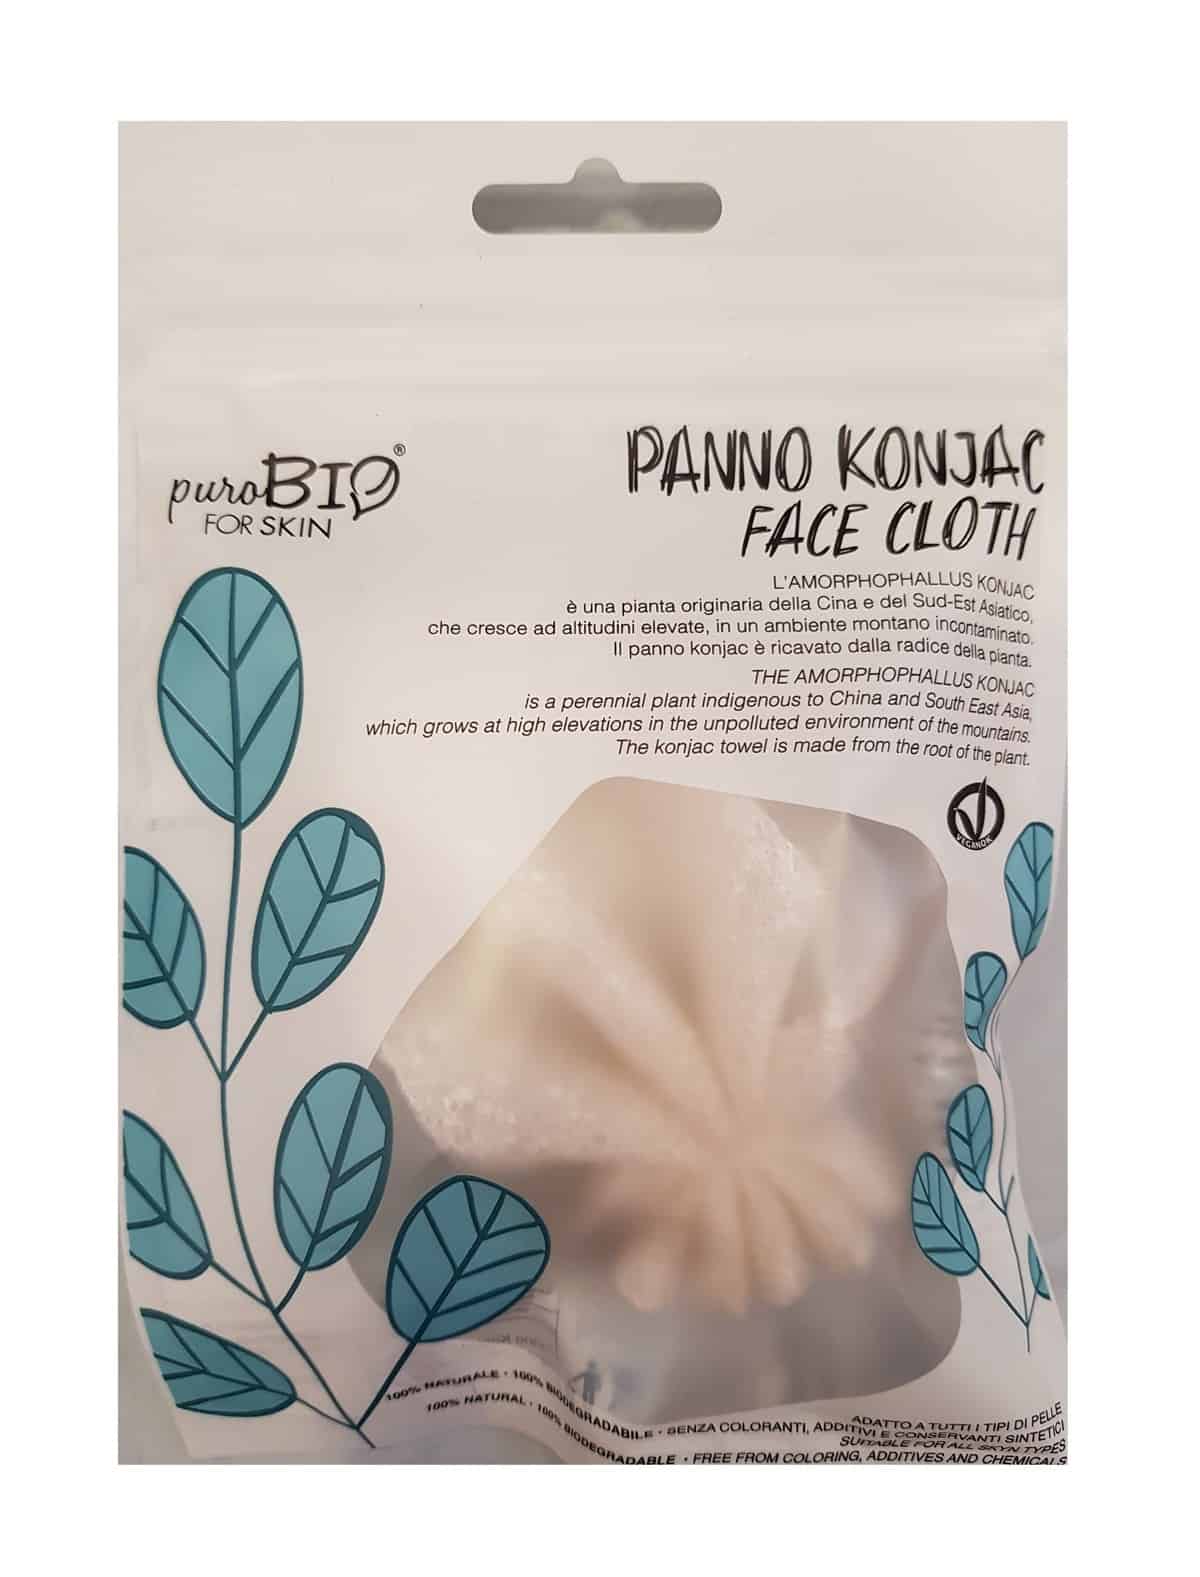 puroBIO®
FOR SKIN
PANNO KONJAC
FACE CLOTH
L'AMORPHOPHALLUS KONJAC
è una pianta originaria della Cina e del Sud-Est Asiatico,
che cresce ad altitudini elevate, in un ambiente montano incontaminato.
Il panno konjac è ricavato dalla radice della pianta.
THE AMORPHOPHALLUS KONJAC
is a perennial plant indigenous to China and South East Asia,
which grows at high elevations in the unpolluted environment of the mountains.
The konjac towel is made from the root of the plant.
VEGANOK
ADATTO A TUTTI I TIPI DI PELLE
100% NATURALE · 100% BIODEGRADABILE · SENZA COLORANTI, ADDITIVI E CONSERVANTI SINTETICI
SUITABLE FOR ALL SKYN TYPES
100% NATURAL · 100% BIODEGRADABLE · FREE FROM COLORING, ADDITIVES AND CHEMICALS